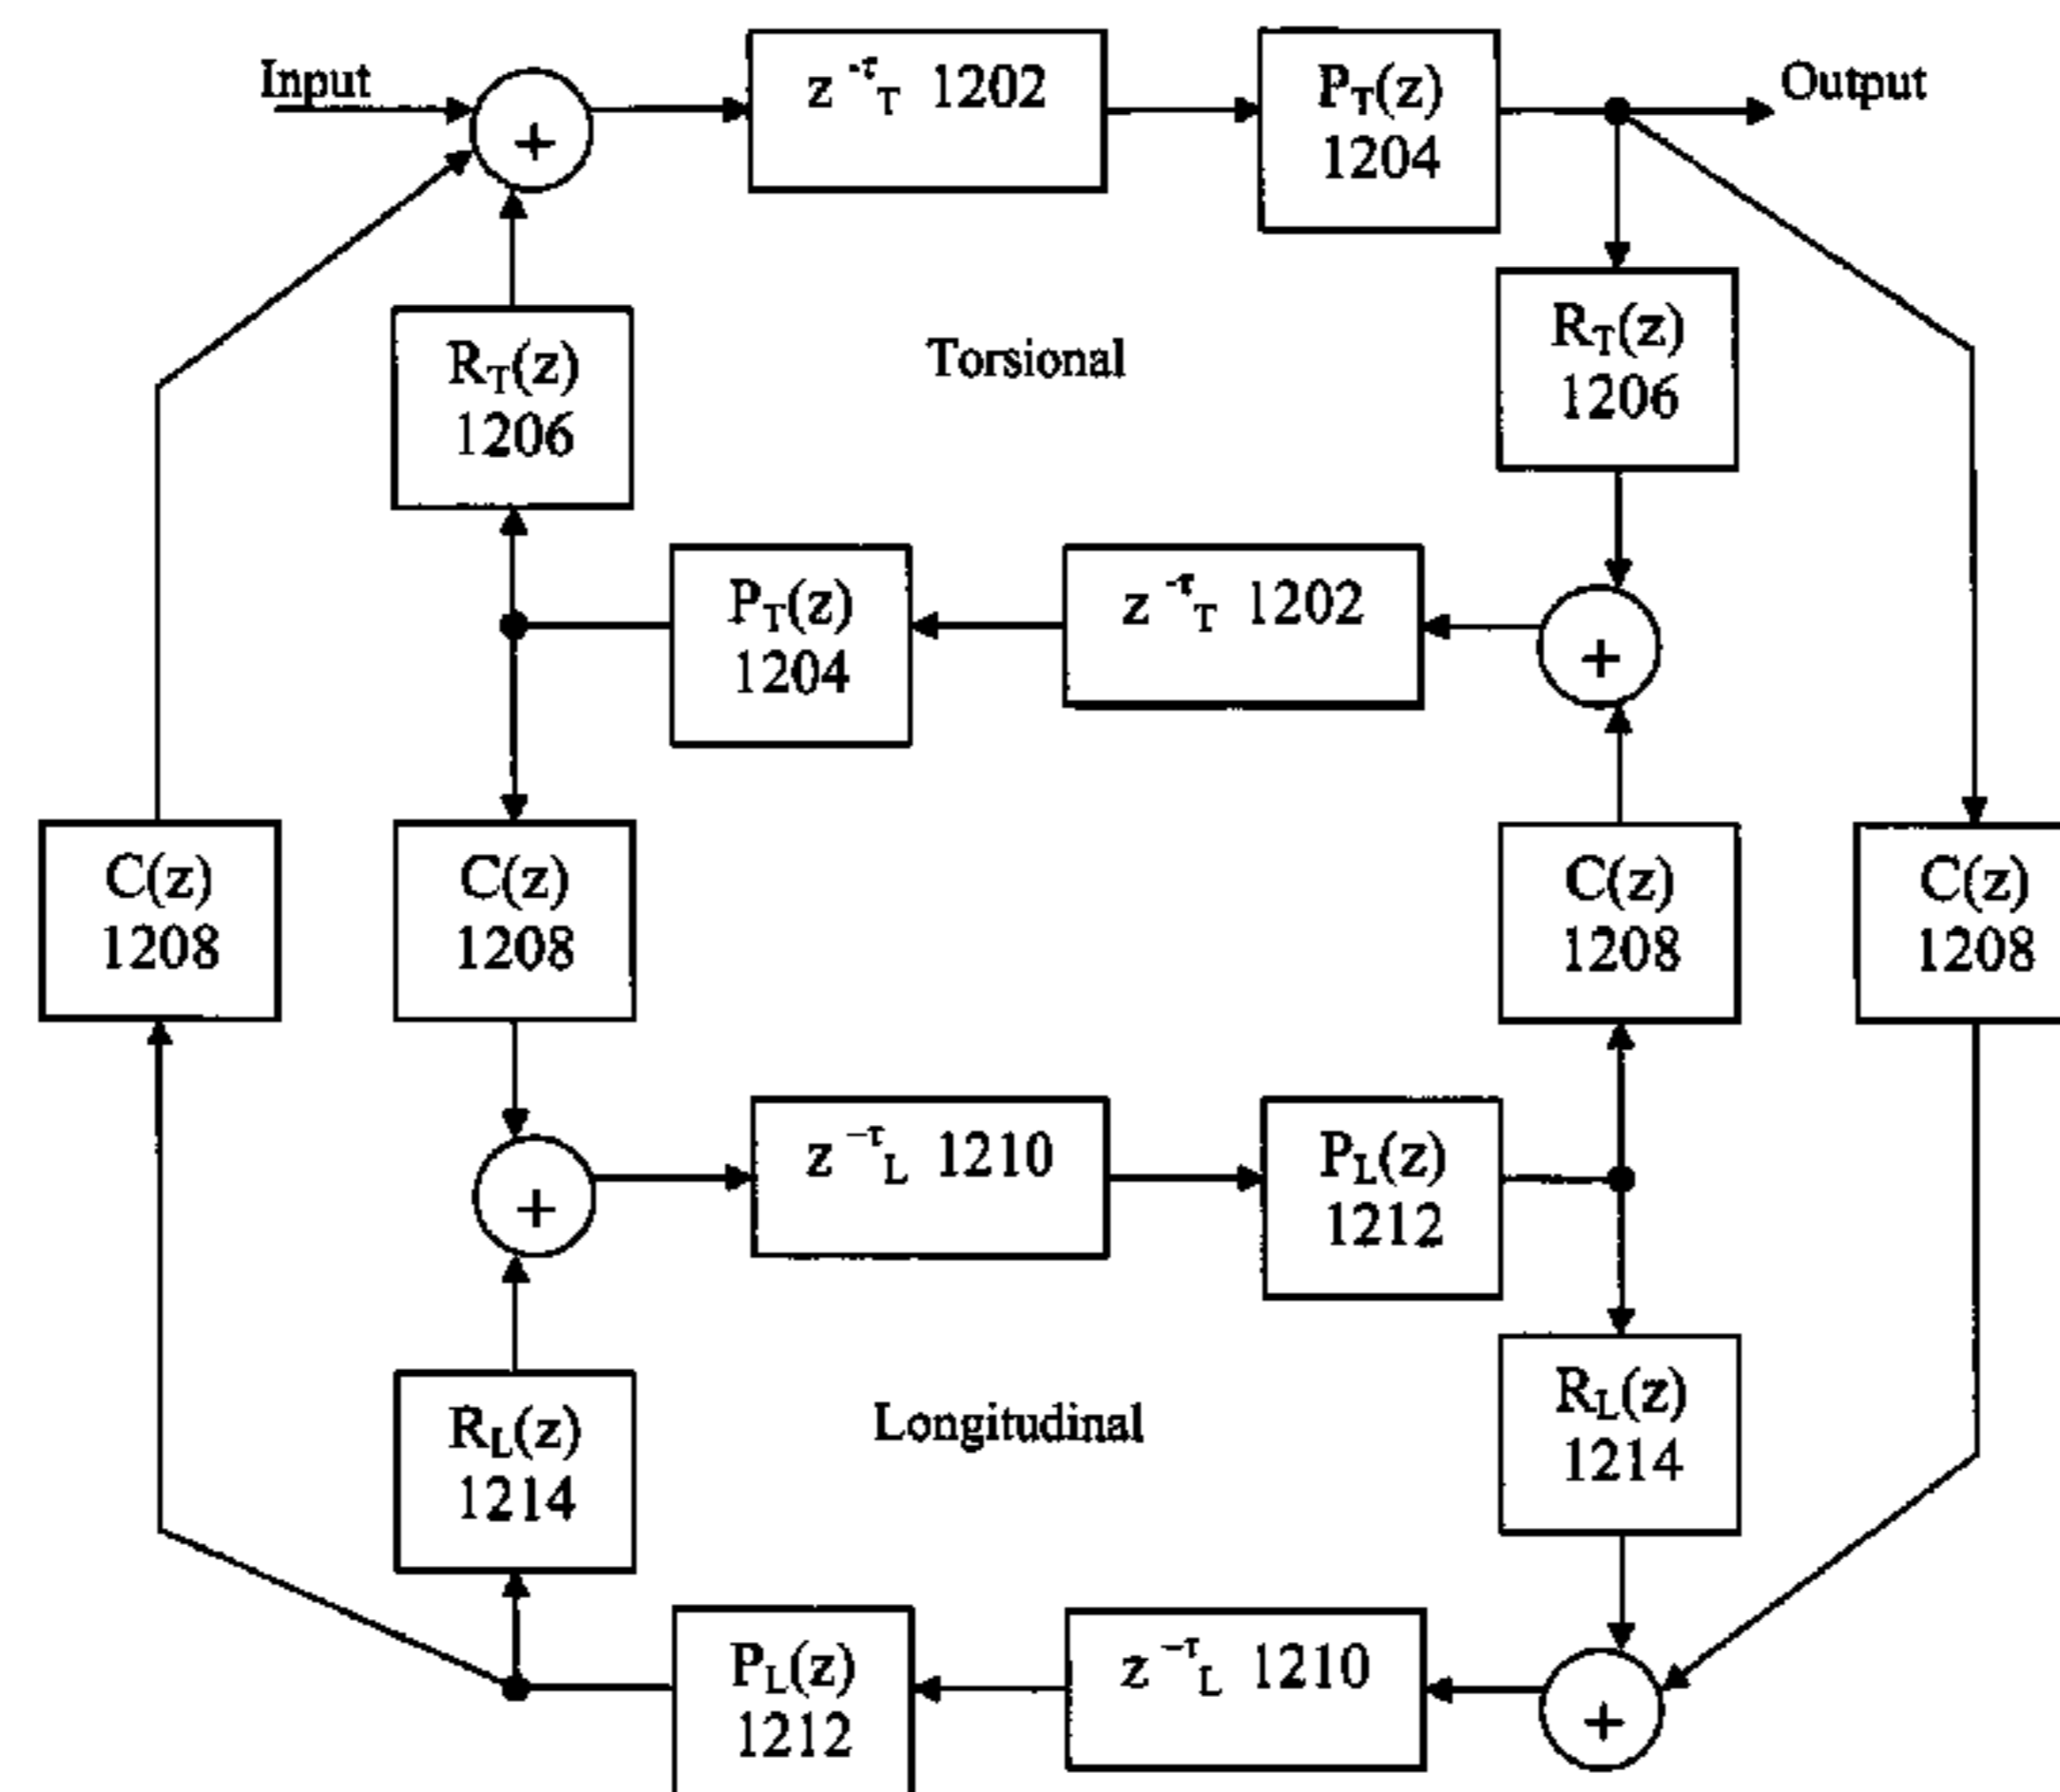 Input
+
z -τT 1202
PT(z)
1204
Output
RT(z)
1206
Torsional
RT(z)
1206
PT(z)
1204
z -τT 1202
+
C(z)
1208
C(z)
1208
C(z)
1208
C(z)
1208
+
z -τL 1210
PL(z)
1212
RL(z)
1214
Longitudinal
RL(z)
1214
PL(z)
1212
z -τL 1210
+